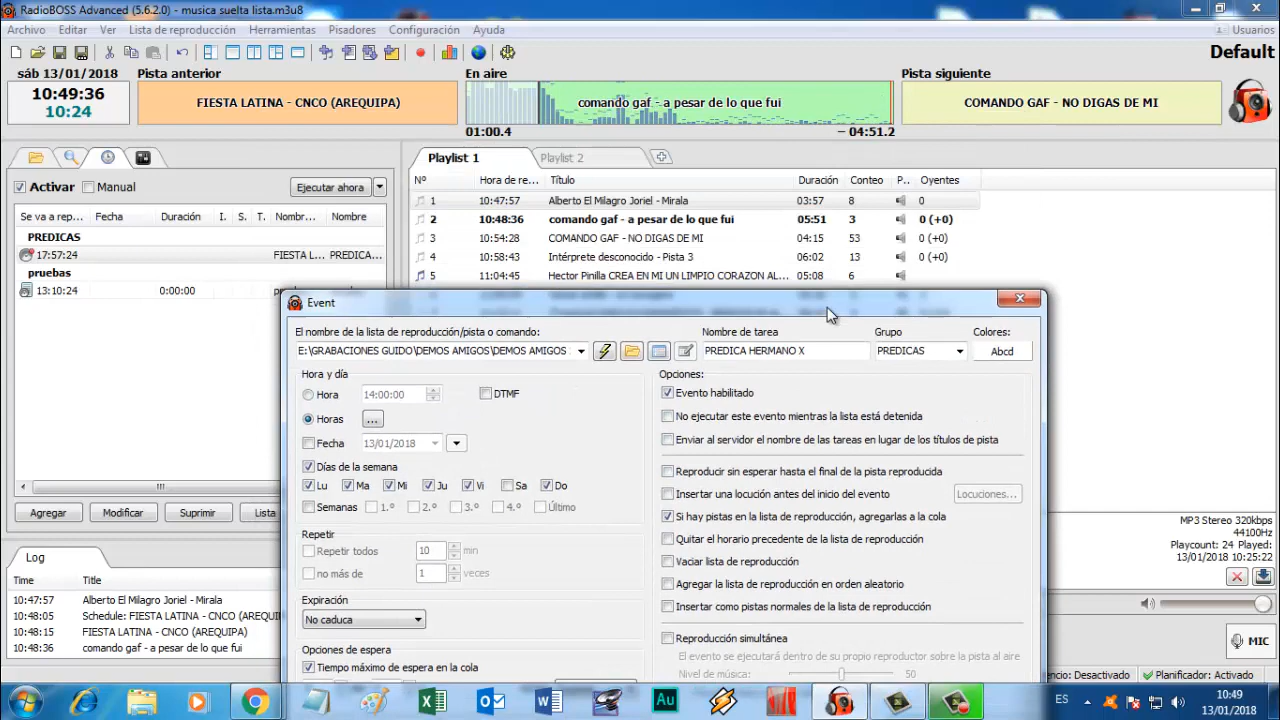 RadioBOSS Advanced (5.6.2.0) - musica suelta lista.m3u8
Archivo Editar Ver Lista de reproducción Herramientas Pisadores Configuración Ayuda Usuarios
Default
sáb 13/01/2018 Pista anterior En aire Pista siguiente
10:49:36
10:24
FIESTA LATINA - CNCO (AREQUIPA)
comando gaf - a pesar de lo que fui
COMANDO GAF - NO DIGAS DE MI
01:00.4 – 04:51.2
Playlist 1 Playlist 2
Activar Manual Ejecutar ahora
Nº Hora de re... Título Duración Conteo P.. Oyentes
1 10:47:57 Alberto El Milagro Joriel - Mirala 03:57 8 0
2 10:48:36 comando gaf - a pesar de lo que fui 05:51 3 0 (+0)
3 10:54:28 COMANDO GAF - NO DIGAS DE MI 04:15 53 0 (+0)
4 10:58:43 Intérprete desconocido - Pista 3 06:02 13 0 (+0)
5 11:04:45 Hector Pinilla CREA EN MI UN LIMPIO CORAZON AL... 05:08 6
Se va a rep... Fecha Duración I. S. T. Nombr... Nombre
PREDICAS
17:57:24 FIESTA L... PREDICA
pruebas
13:10:24 0:00:00
Event
El nombre de la lista de reproducción/pista o comando: Nombre de tarea Grupo Colores:
E:\GRABACIONES GUIDO\DEMOS AMIGOS\DEMOS AMIGOS PREDICA HERMANO X PREDICAS Abcd
Hora y día
Hora 14:00:00 DTMF
Horas ...
Fecha 13/01/2018
Días de la semana
Lu Ma Mi Ju Vi Sa Do
Semanas 1.º 2.º 3.º 4.º Último
Repetir
Repetir todos 10 min
no más de 1 veces
Expiración
No caduca
Opciones de espera
Tiempo máximo de espera en la cola
Opciones:
Evento habilitado
No ejecutar este evento mientras la lista está detenida
Enviar al servidor el nombre de las tareas en lugar de los títulos de pista
Reproducir sin esperar hasta el final de la pista reproducida
Insertar una locución antes del inicio del evento Locuciones...
Si hay pistas en la lista de reproducción, agregarlas a la cola
Quitar el horario precedente de la lista de reproducción
Vaciar lista de reproducción
Agregar la lista de reproducción en orden aleatorio
Insertar como pistas normales de la lista de reproducción
Reproducción simultánea
El evento se ejecutará dentro de su propio reproductor sobre la pista al aire
Nivel de música: 50
Agregar Modificar Suprimir Lista
Log
Time Title
10:47:57 Alberto El Milagro Joriel - Mirala
10:48:05 Schedule: FIESTA LATINA - CNCO (
10:48:15 FIESTA LATINA - CNCO (AREQUIPA)
10:48:36 comando gaf - a pesar de lo que fui
MP3 Stereo 320kbps
44100Hz
Playcount: 24 Played:
13/01/2018 10:25:22
MIC
encio: Desactivado Planificador: Activado
Au
ES
10:49
13/01/2018